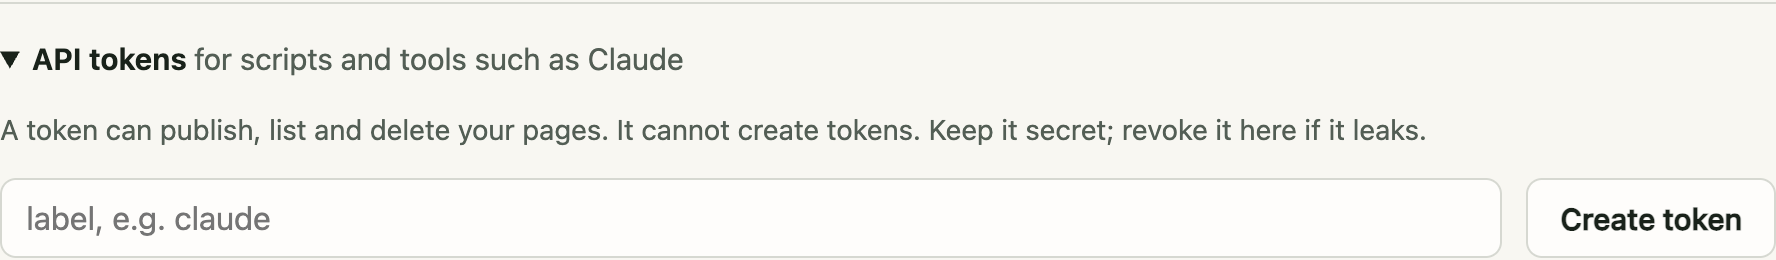 API tokens for scripts and tools such as Claude
A token can publish, list and delete your pages. It cannot create tokens. Keep it secret; revoke it here if it leaks.
label, e.g. claude
Create token